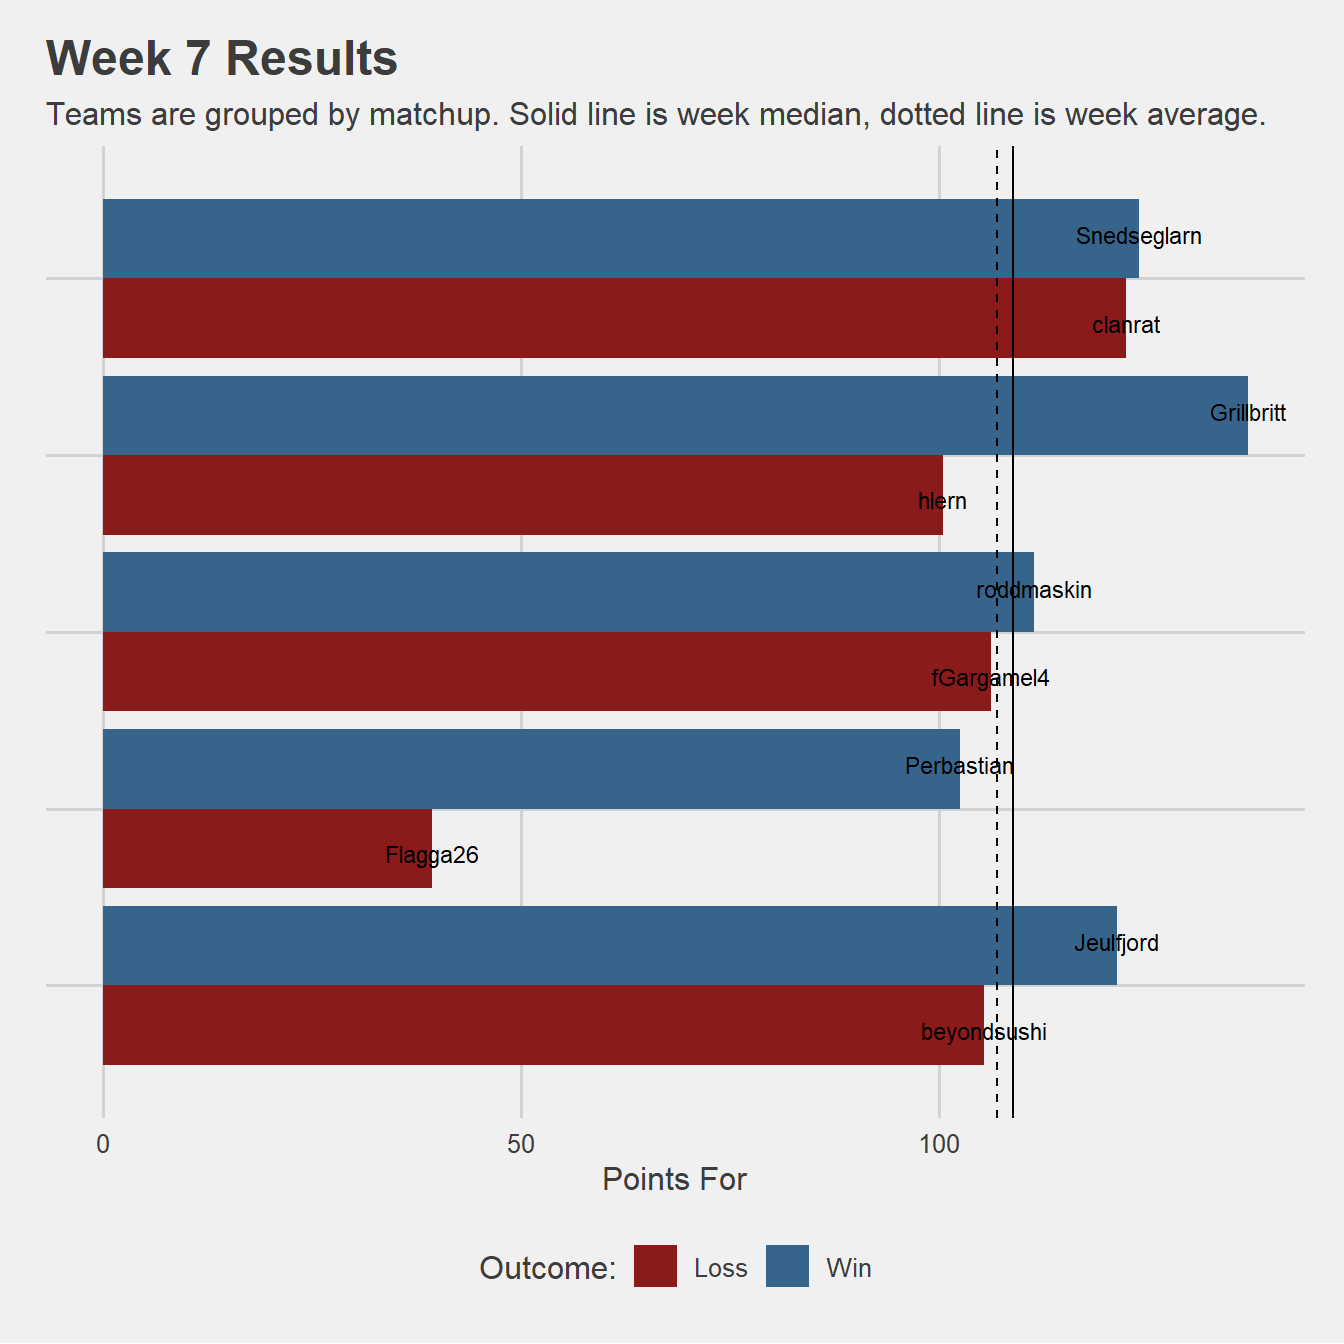 Week 7 Results
Teams are grouped by matchup. Solid line is week median, dotted line is week average.
Snedseglarn
clanrat
Grillbritt
hlern
roddmaskin
fGargamel4
Perbastian
Flagga26
Jeulfjord
beyondsushi
0 50 100
Points For
Outcome: Loss Win